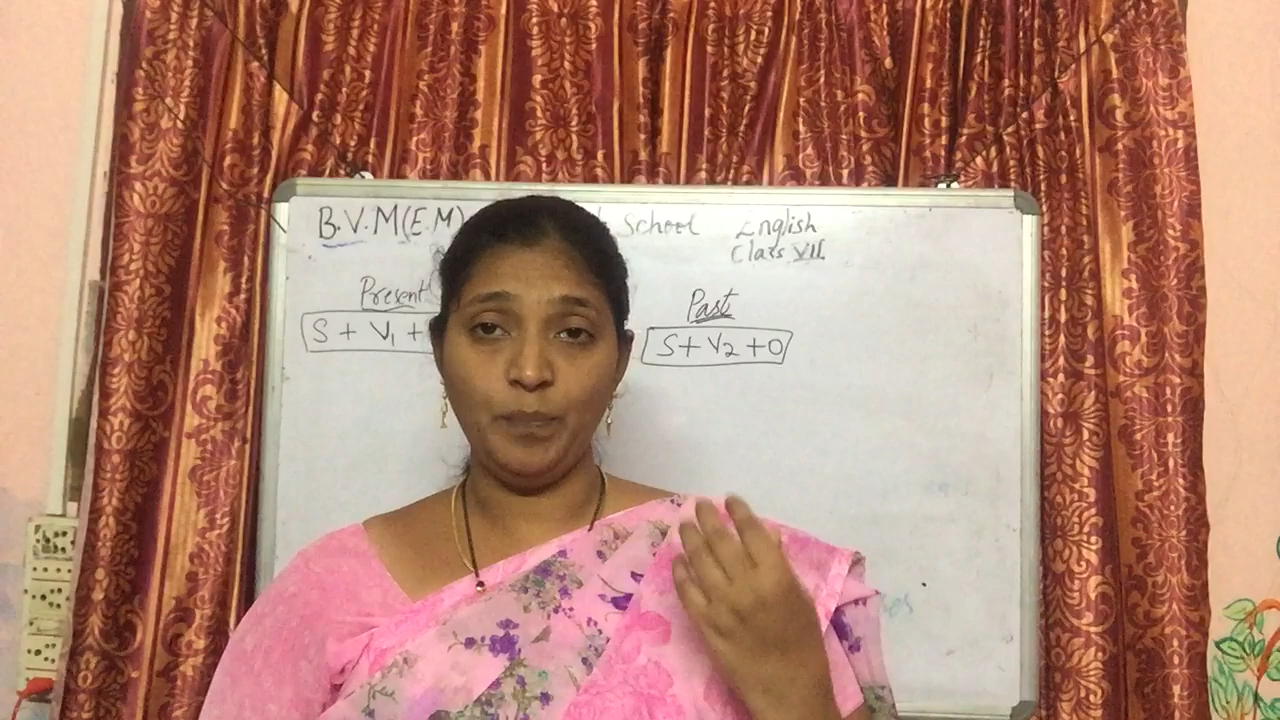 B.V.M(E.M) School English
Class VII
Present
S + V1 +
Past
S + V2 + O